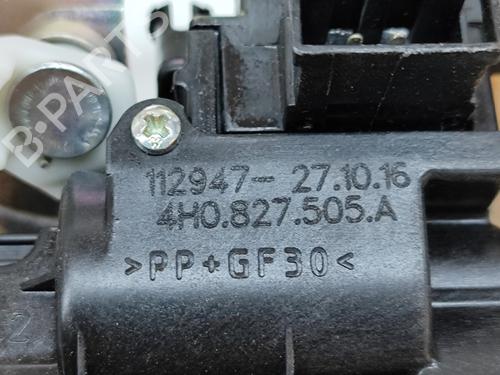 B-PARTS
112947- 27.10.16
4H0.827.505.A
>PP+GF30<
2